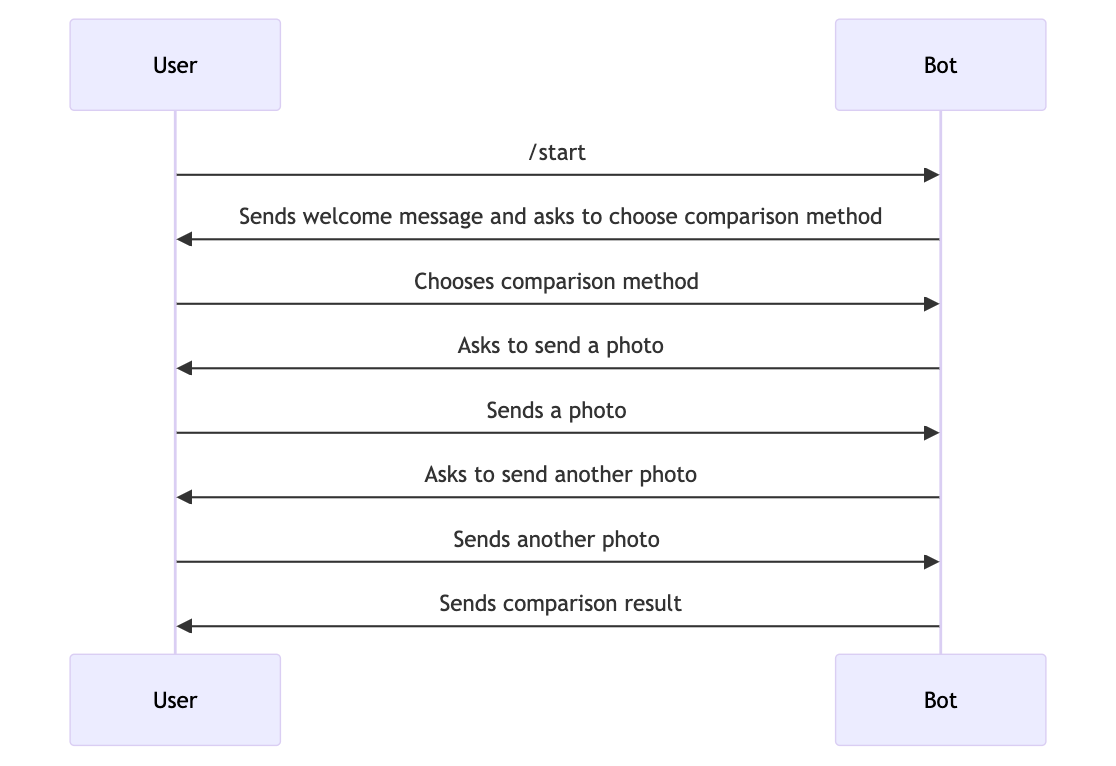 User
Bot
/start
Sends welcome message and asks to choose comparison method
Chooses comparison method
Asks to send a photo
Sends a photo
Asks to send another photo
Sends another photo
Sends comparison result
User
Bot